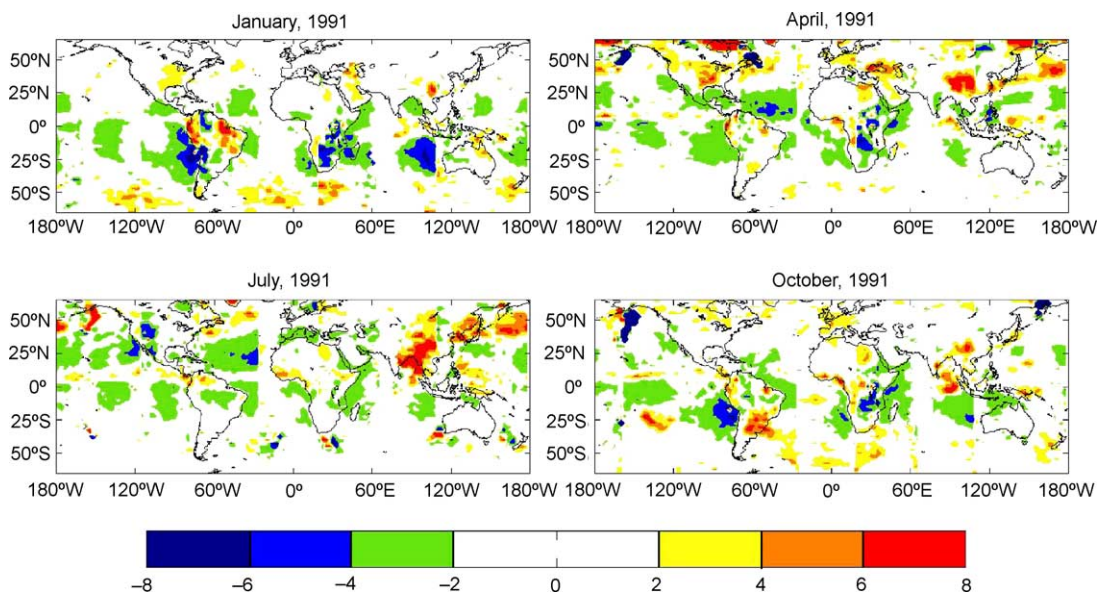 January, 1991
April, 1991
50ºN
25ºN
0º
25ºS
50ºS
180ºW 120ºW 60ºW 0º 60ºE 120ºW 180ºW
50ºN
25ºN
0º
25ºS
50ºS
180ºW 120ºW 60ºW 0º 60ºE 120ºE 180ºW
July, 1991
October, 1991
50ºN
25ºN
0º
25ºS
50ºS
180ºW 120ºW 60ºW 0º 60ºE 120ºW 180ºW
50ºN
25ºN
0º
25ºS
50ºS
180ºW 120ºW 60ºW 0º 60ºE 120ºE 180ºW
–8 –6 –4 –2 0 2 4 6 8